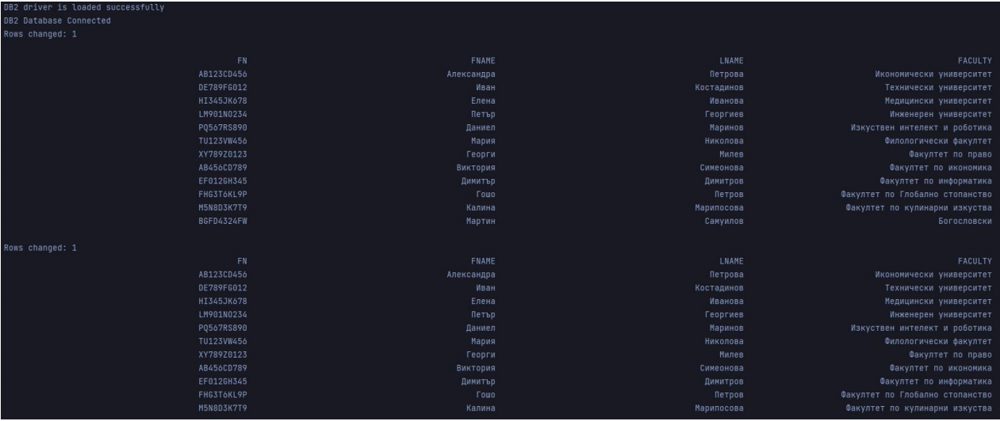 DB2 driver is loaded successfully
DB2 Database Connected
Rows changed: 1
FN FNAME LNAME FACULTY
AB123CD456 Александра Петрова Икономически университет
DE789FG012 Иван Костадинов Технически университет
HI345JK678 Елена Иванова Медицински университет
LM901NO234 Петър Георгиев Инженерен университет
PQ567RS890 Даниел Маринов Изкуствен интелект и роботика
TU123VW456 Мария Николова Филологически факултет
XY789Z0123 Георги Милев Факултет по право
AB456CD789 Виктория Симеонова Факултет по икономика
EF012GH345 Димитър Димитров Факултет по информатика
FHG3T6KL9P Гошо Петров Факултет по Глобално стопанство
M5N8D3K7T9 Калина Марипосова Факултет по кулинарни изкуства
BGFD4324FW Мартин Самуилов Богословски
Rows changed: 1
FN FNAME LNAME FACULTY
AB123CD456 Александра Петрова Икономически университет
DE789FG012 Иван Костадинов Технически университет
HI345JK678 Елена Иванова Медицински университет
LM901NO234 Петър Георгиев Инженерен университет
PQ567RS890 Даниел Маринов Изкуствен интелект и роботика
TU123VW456 Мария Николова Филологически факултет
XY789Z0123 Георги Милев Факултет по право
AB456CD789 Виктория Симеонова Факултет по икономика
EF012GH345 Димитър Димитров Факултет по информатика
FHG3T6KL9P Гошо Петров Факултет по Глобално стопанство
M5N8D3K7T9 Калина Марипосова Факултет по кулинарни изкуства